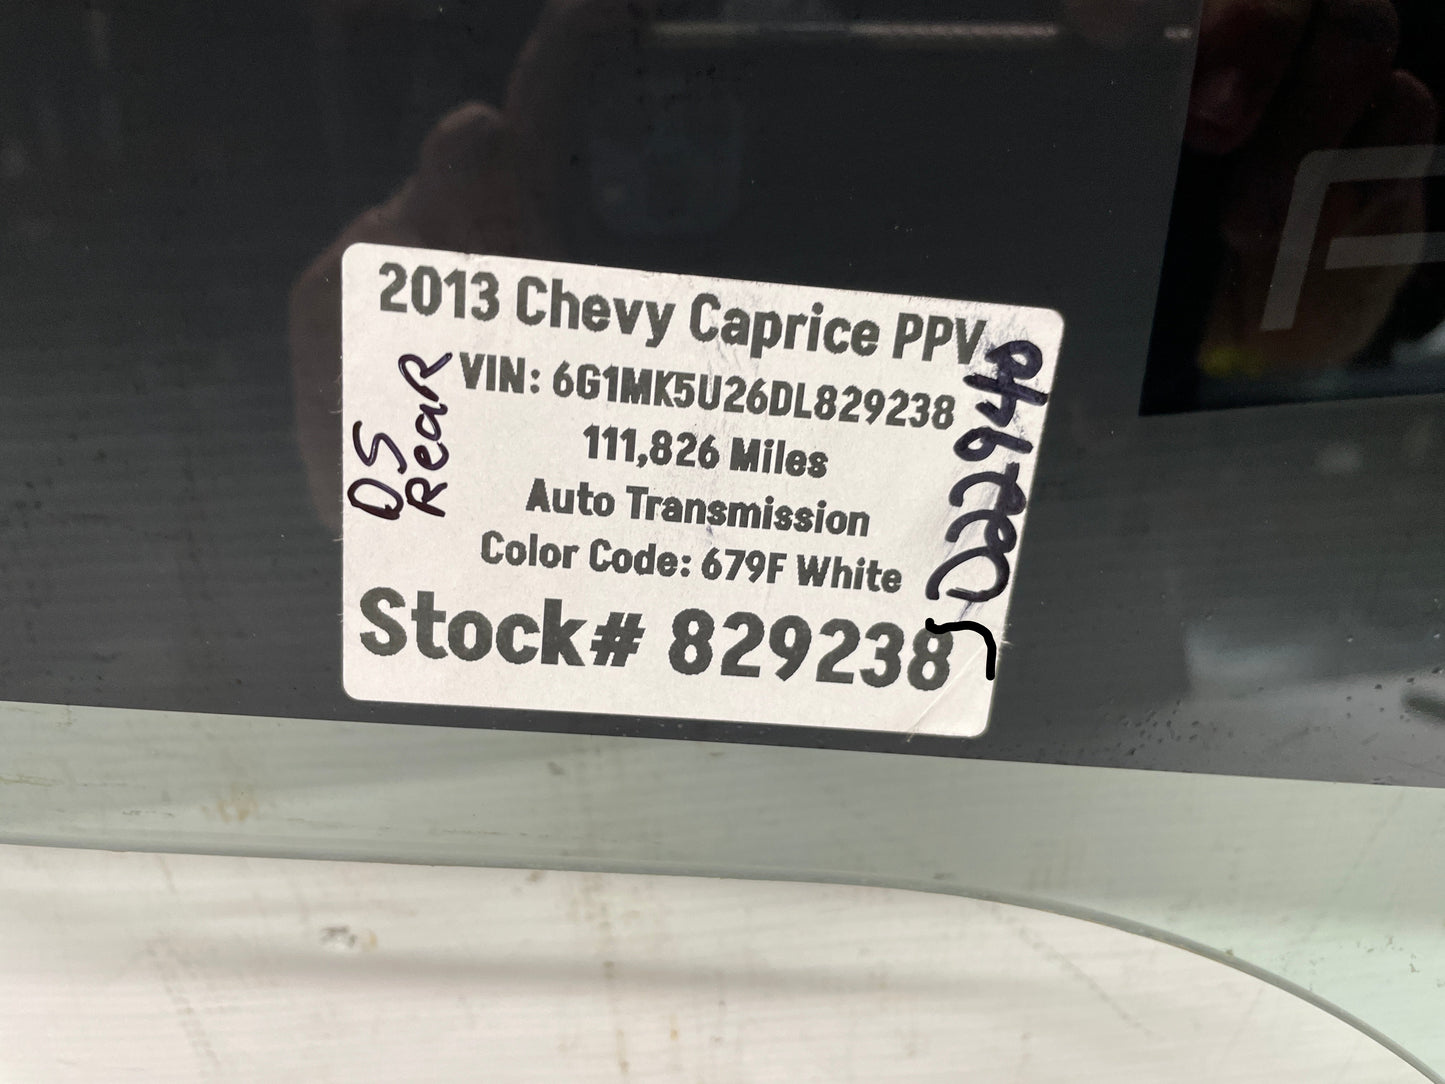 2013 Chevy Caprice PPV
VIN: 6G1MK5U26DL829238
111,826 Miles
Auto Transmission
Color Code: 679F White
Stock# 829238
DS
ReaR